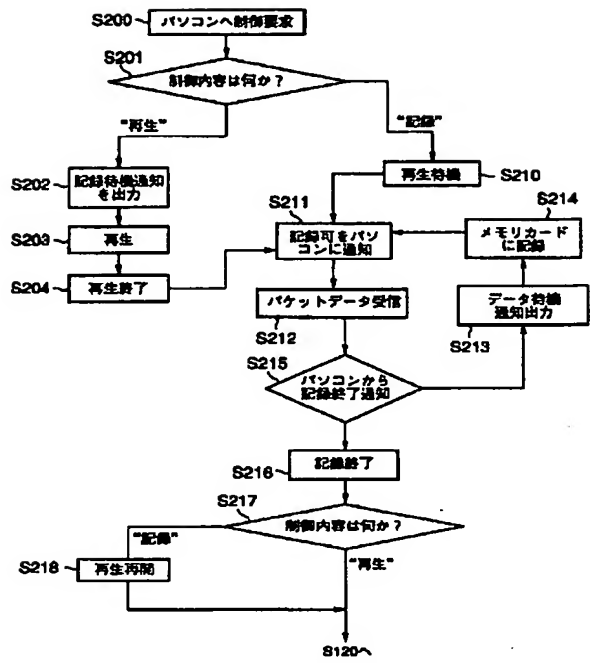 S200
パソコンへ制御要求
S201
制御内容は何か？
“再生”
“記録”
S202
記録待機通知
を出力
S203
再生
S204
再生終了
再生待機
S210
S211
記録可をパソ
コンに通知
S214
メモリカード
に記録
パケットデータ受信
S212
データ待機
通知出力
S213
S215
パソコンから
記録終了通知
記録終了
S216
S217
制御内容は何か？
“記録”
“再生”
S218
再生再開
S120へ